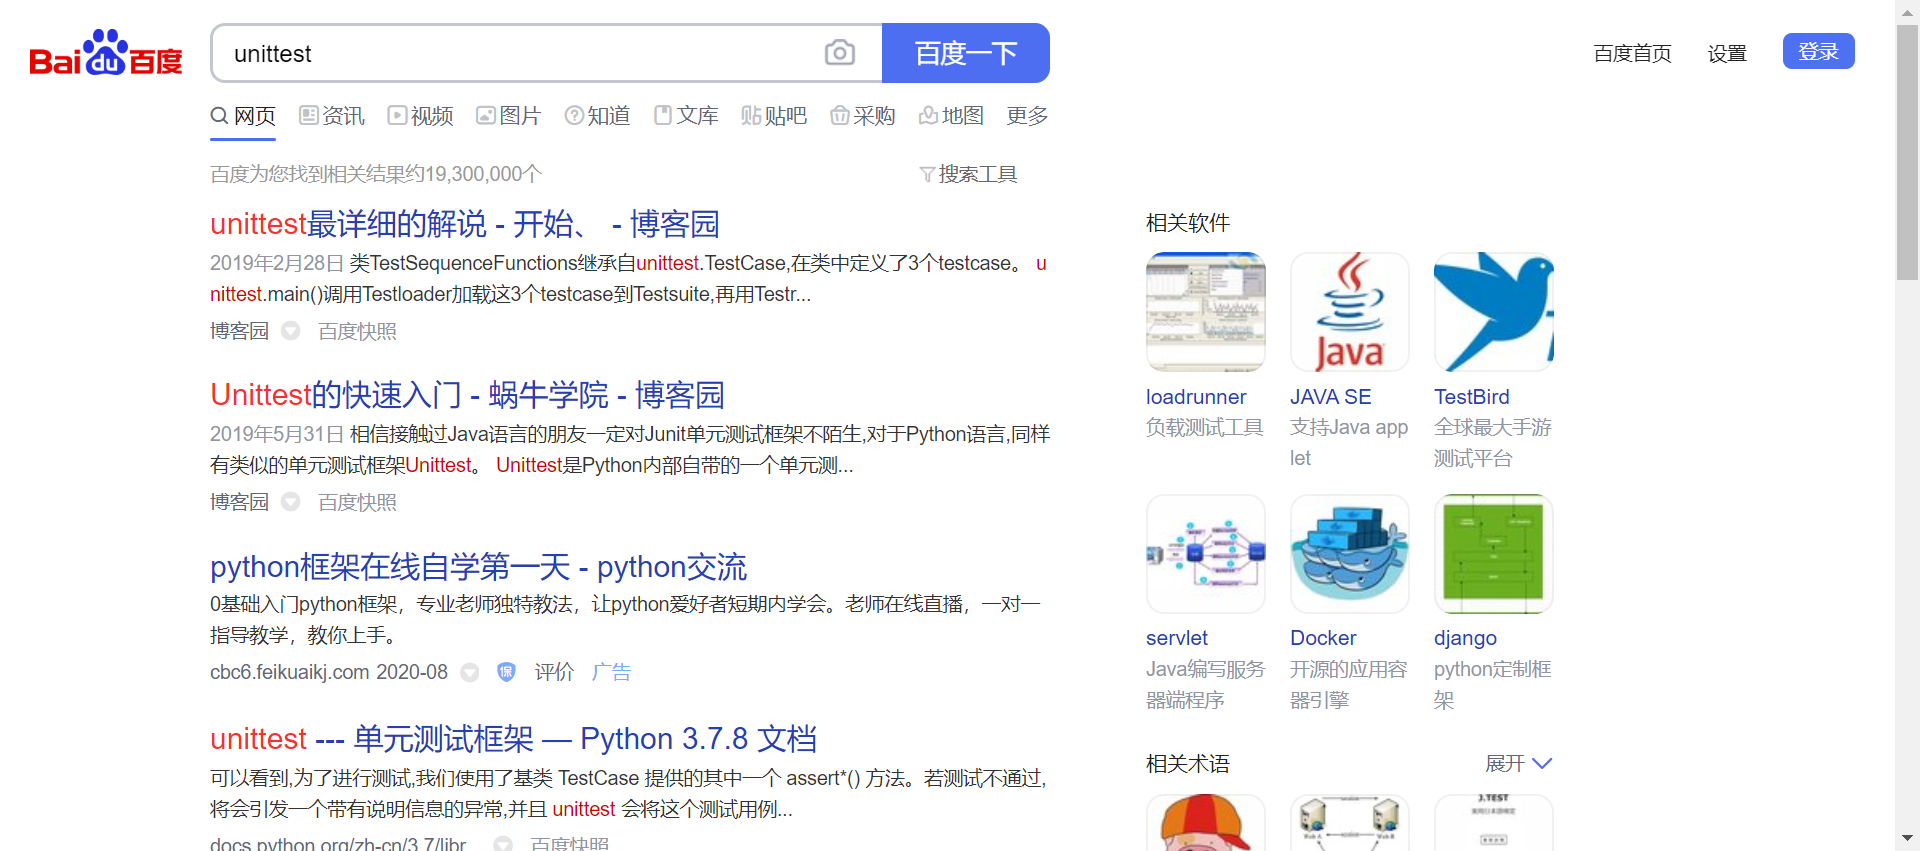 Bai du 百度
unittest
百度一下
百度首页 设置 登录
网页 资讯 视频 图片 知道 文库 贴吧 采购 地图 更多
百度为您找到相关结果约19,300,000个
搜索工具
unittest最详细的解说 - 开始、 - 博客园
2019年2月28日 类TestSequenceFunctions继承自unittest.TestCase,在类中定义了3个testcase。 u
nittest.main()调用Testloader加载这3个testcase到Testsuite,再用Testr...
博客园 百度快照
Unittest的快速入门 - 蜗牛学院 - 博客园
2019年5月31日 相信接触过Java语言的朋友一定对Junit单元测试框架不陌生,对于Python语言,同样
有类似的单元测试框架Unittest。 Unittest是Python内部自带的一个单元测...
博客园 百度快照
python框架在线自学第一天 - python交流
0基础入门python框架，专业老师独特教法，让python爱好者短期内学会。老师在线直播，一对一
指导教学，教你上手。
cbc6.feikuaikj.com 2020-08 保 评价 广告
unittest --- 单元测试框架 — Python 3.7.8 文档
可以看到,为了进行测试,我们使用了基类 TestCase 提供的其中一个 assert*() 方法。若测试不通过,
将会引发一个带有说明信息的异常,并且 unittest 会将这个测试用例...
docs.python.org/zh-cn/3.7/libr... 百度快照
相关软件
Java
loadrunner
负载测试工具
JAVA SE
支持Java app
let
TestBird
全球最大手游
测试平台
servlet
Java编写服务
器端程序
Docker
开源的应用容
器引擎
django
python定制框
架
相关术语
展开
J.TEST